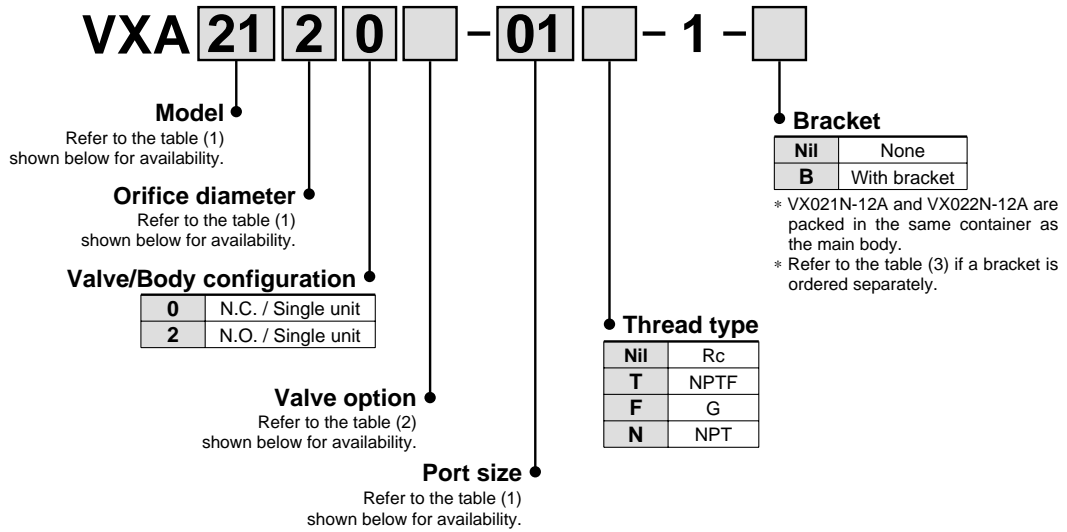 VXA 21 2 0 - 01 - 1 -
Model
Refer to the table (1)
shown below for availability.
Orifice diameter
Refer to the table (1)
shown below for availability.
Valve/Body configuration
0 N.C. / Single unit
2 N.O. / Single unit
Valve option
Refer to the table (2)
shown below for availability.
Port size
Refer to the table (1)
shown below for availability.
Thread type
Nil Rc
T NPTF
F G
N NPT
Bracket
Nil None
B With bracket
* VX021N-12A and VX022N-12A are
packed in the same container as
the main body.
* Refer to the table (3) if a bracket is
ordered separately.